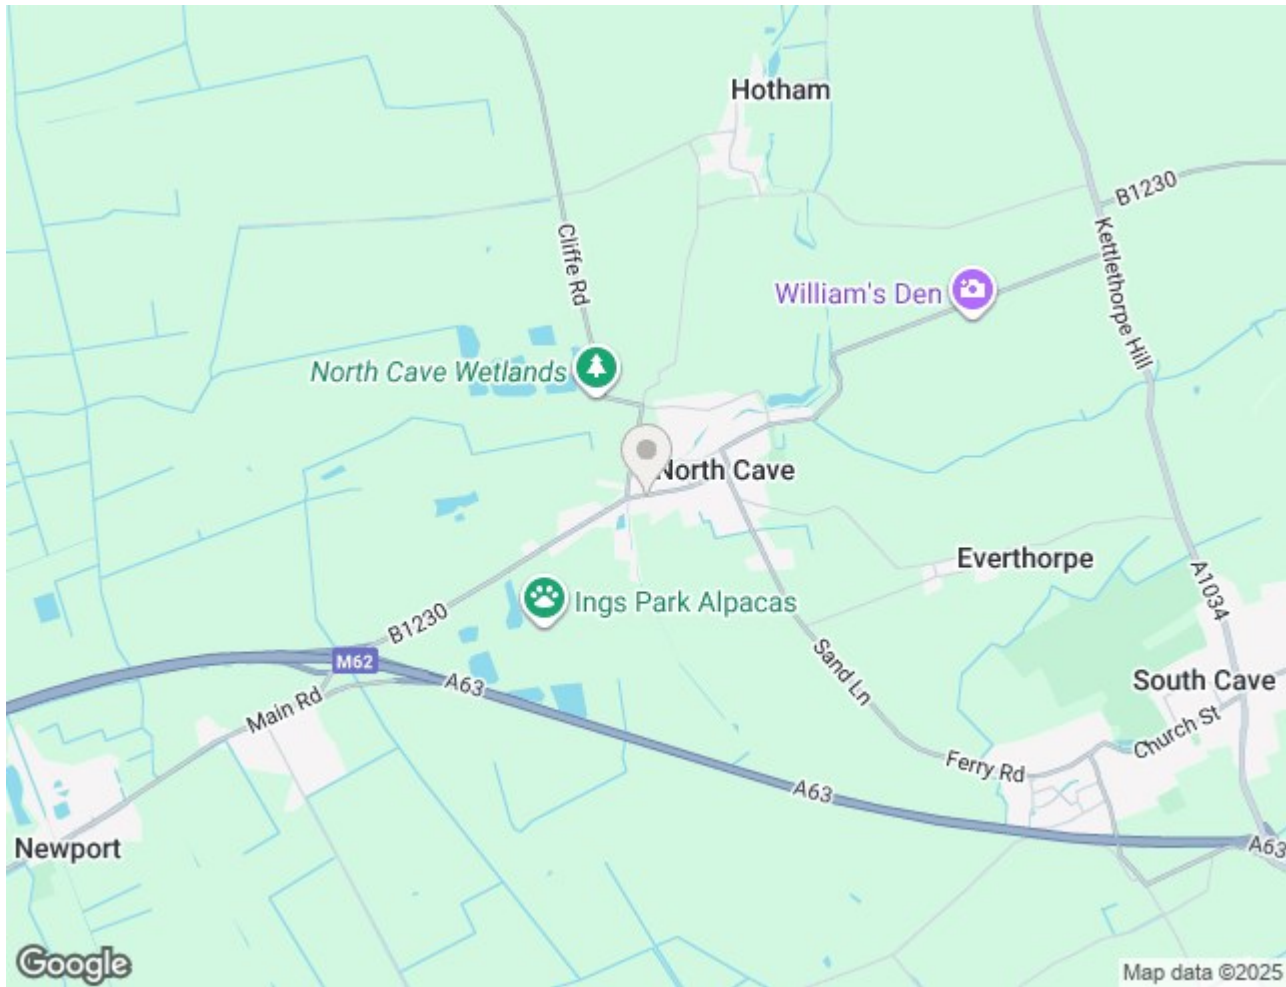 Hotham
B1230
Cliffe Rd
Kettlethorpe Hill
William's Den
North Cave Wetlands
North Cave
Everthorpe
Ings Park Alpacas
B1230
A1034
M62
A63
Sand Ln
South Cave
Main Rd
Church St
Ferry Rd
A63
Newport
A63
Google
Map data ©2025